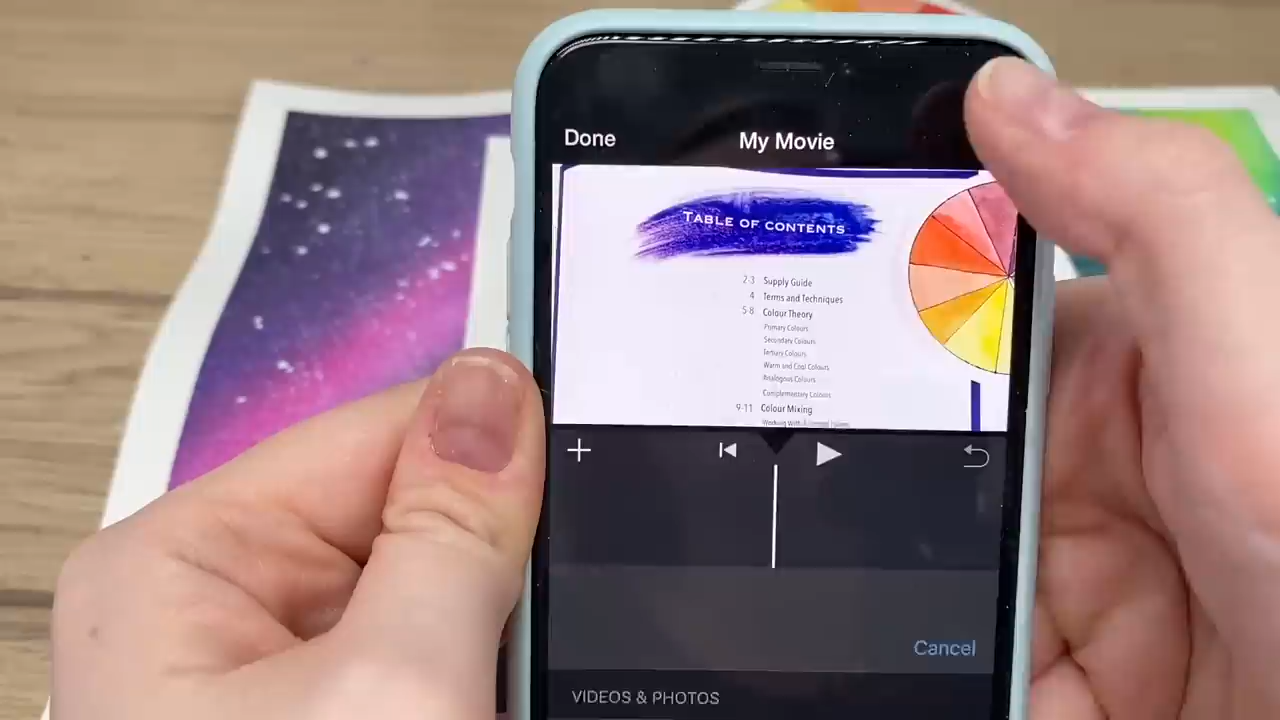 Done
My Movie
TABLE OF CONTENTS
2-3 Supply Guide
4 Terms and Techniques
5-8 Colour Theory
Primary Colours
Secondary Colours
Tertiary Colours
Warm and Cool Colours
Analogous Colours
Complementary Colours
9-11 Colour Mixing
Cancel
VIDEOS & PHOTOS